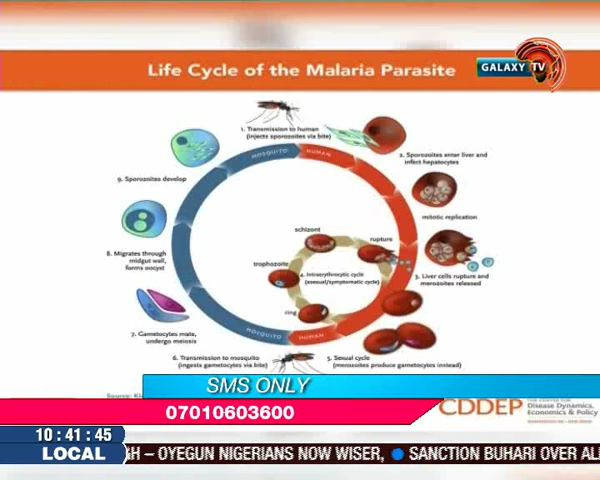 Life Cycle of the Malaria Parasite
GALAXY TV
1. Transmission to human
(injects sporozoites via bite)
MOSQUITO
HUMAN
2. Sporozoites enter liver and
infect hepatocytes
9. Sporozoites develop
mitotic replication
schizont
rupture
8. Migrates through
midgut wall,
forms oocyst
trophozoite
4. Intraerythrocytic cycle
(asexual/symptomatic cycle)
3. Liver cells rupture and
merozoites released
ring
7. Gametocytes mate,
undergo meiosis
MOSQUITO
HUMAN
6. Transmission to mosquito
(ingests gametocytes via bite)
5. Sexual cycle
(merozoites produce gametocytes instead)
SMS ONLY
07010603600
CDDEP
THE CENTER FOR
Disease Dynamics,
Economics & Policy
10:41:45
LOCAL
GH – OYEGUN NIGERIANS NOW WISER, SANCTION BUHARI OVER AL